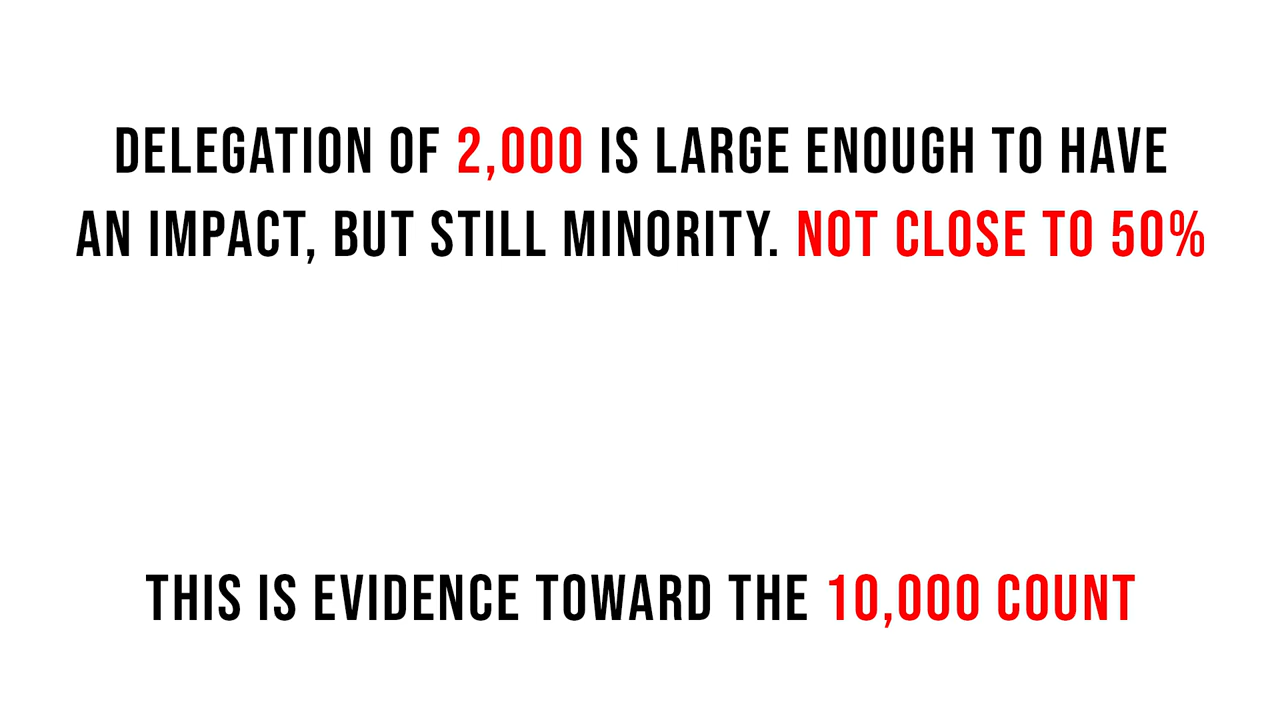 DELEGATION OF 2,000 IS LARGE ENOUGH TO HAVE
AN IMPACT, BUT STILL MINORITY. NOT CLOSE TO 50%
THIS IS EVIDENCE TOWARD THE 10,000 COUNT